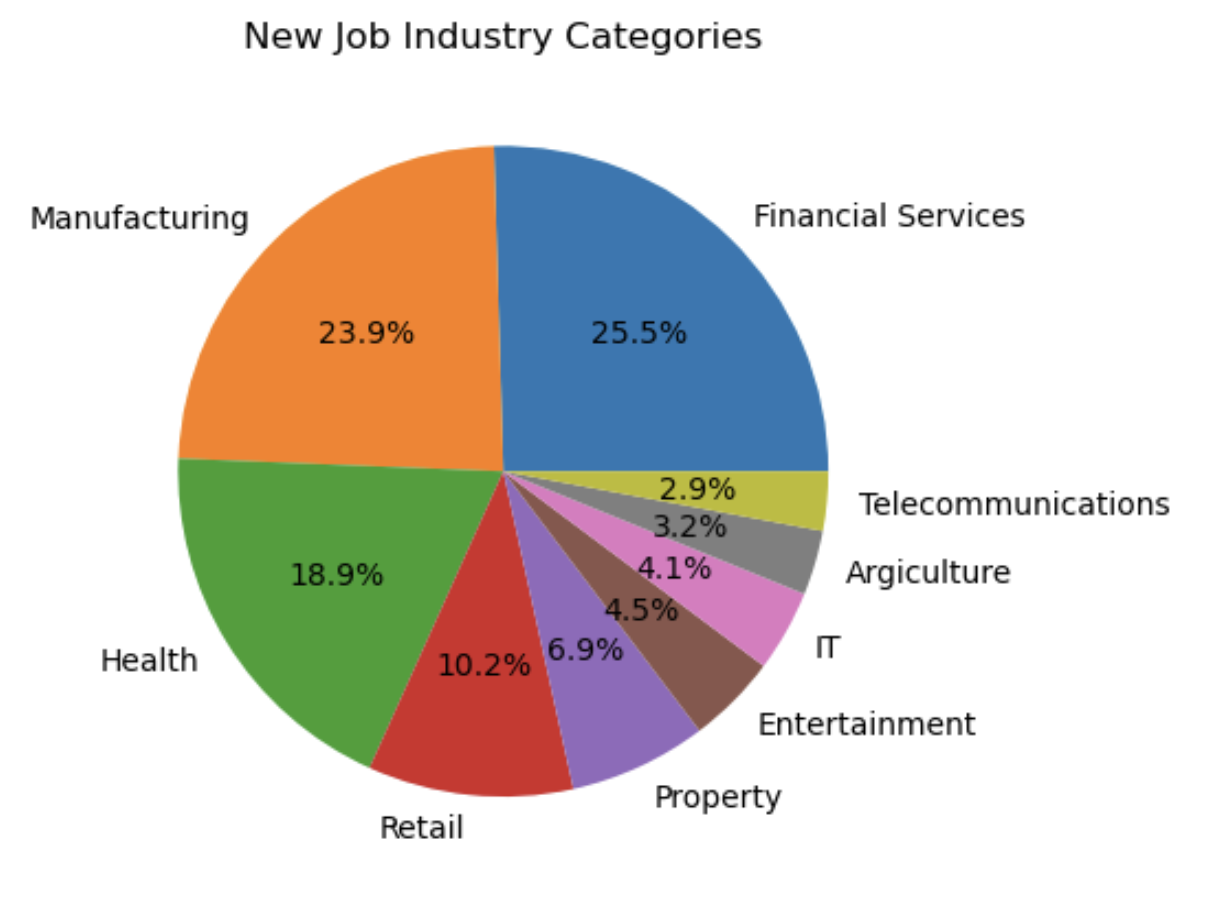 New Job Industry Categories
Manufacturing
Financial Services
23.9%
25.5%
2.9%
Telecommunications
3.2%
4.1%
Argiculture
18.9%
4.5%
IT
6.9%
Health
10.2%
Entertainment
Property
Retail